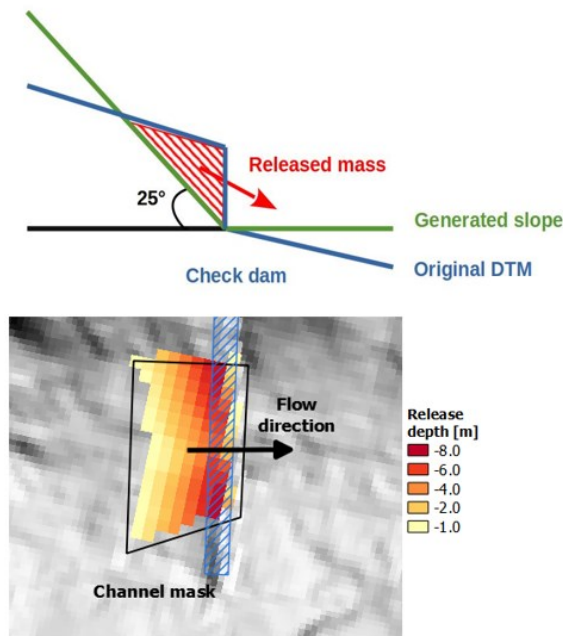 Released mass
25°
Generated slope
Original DTM
Check dam
Flow
direction
Release
depth [m]
-8.0
-6.0
-4.0
-2.0
-1.0
Channel mask